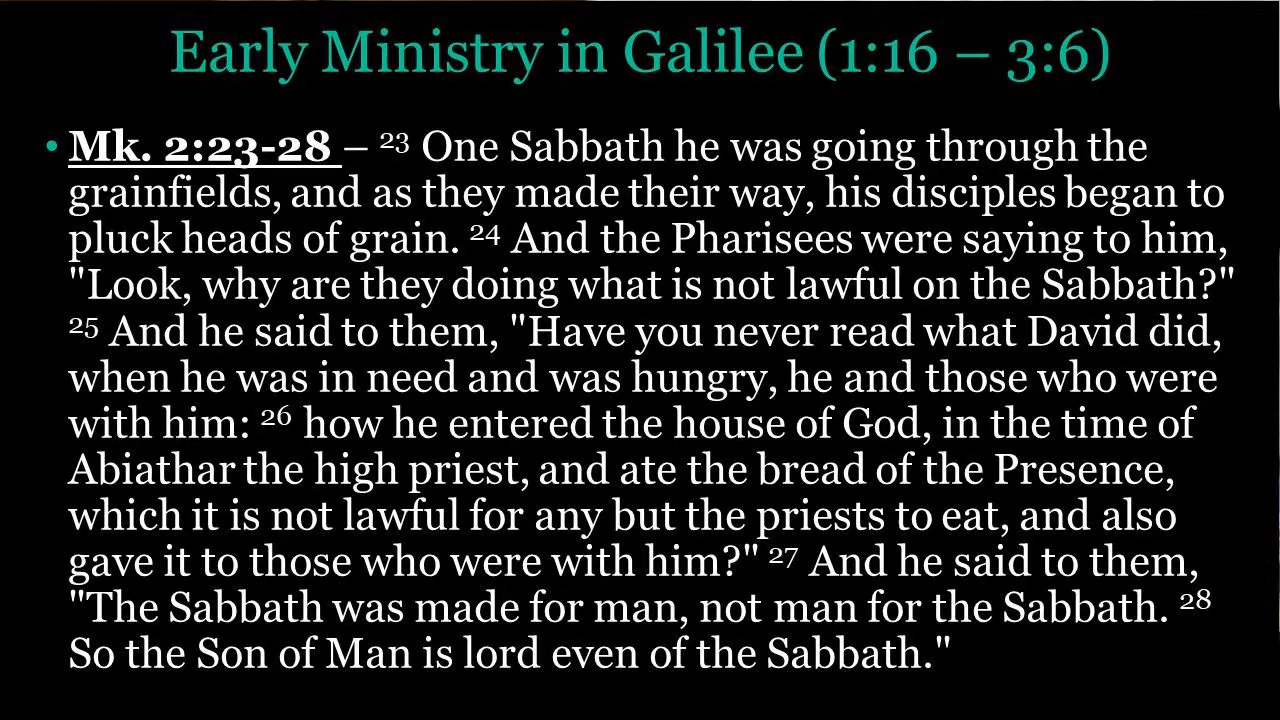 Early Ministry in Galilee (1:16 – 3:6)
• Mk. 2:23-28 – 23 One Sabbath he was going through the
grainfields, and as they made their way, his disciples began to
pluck heads of grain. 24 And the Pharisees were saying to him,
"Look, why are they doing what is not lawful on the Sabbath?"
25 And he said to them, "Have you never read what David did,
when he was in need and was hungry, he and those who were
with him: 26 how he entered the house of God, in the time of
Abiathar the high priest, and ate the bread of the Presence,
which it is not lawful for any but the priests to eat, and also
gave it to those who were with him?" 27 And he said to them,
"The Sabbath was made for man, not man for the Sabbath. 28
So the Son of Man is lord even of the Sabbath."